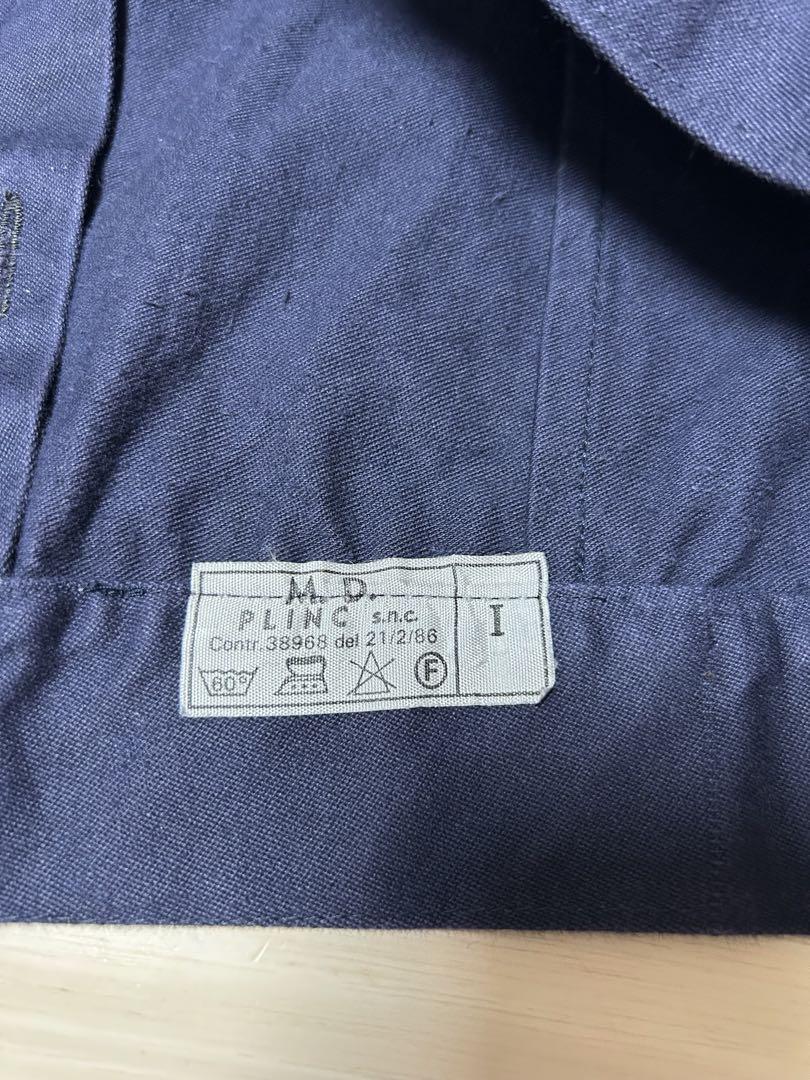 M. D.
PLINC s.n.c.
Contr. 38968 del 21/2/86
60° F
I